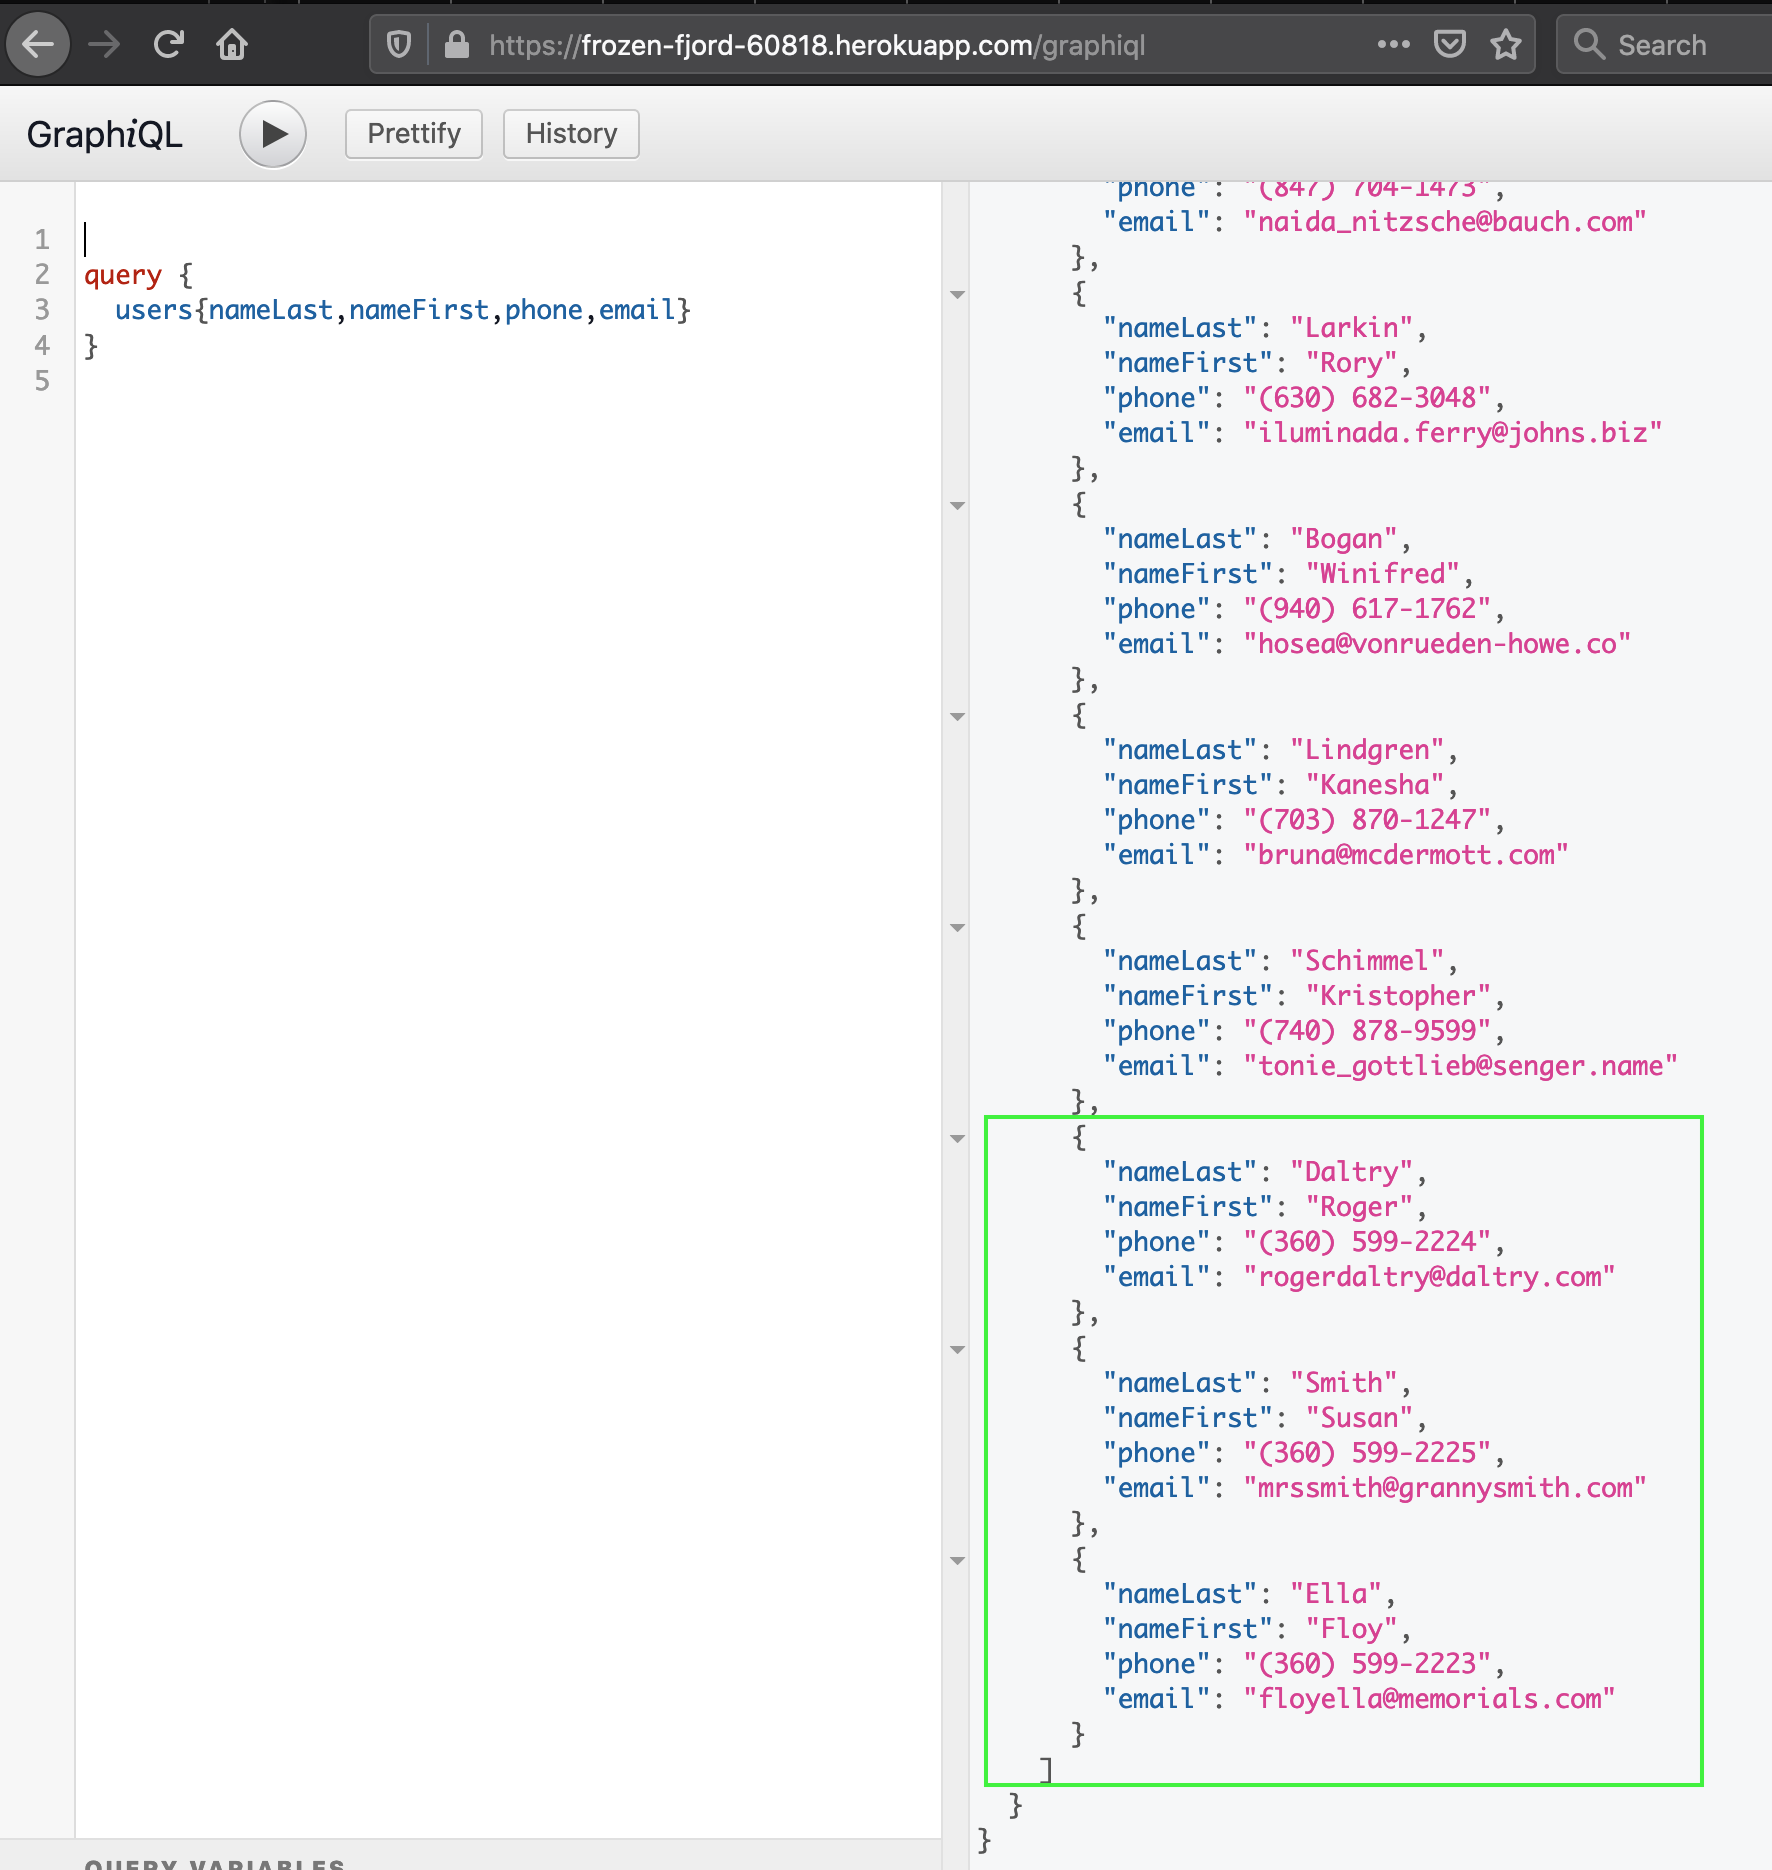 https://frozen-fjord-60818.herokuapp.com/graphiql
Search
GraphiQL
Prettify
History
1
2 query {
3 users{nameLast,nameFirst,phone,email}
4 }
5
QUERY VARIABLES
"phone": "(847) 704-1473",
"email": "naida_nitzsche@bauch.com"
},
{
"nameLast": "Larkin",
"nameFirst": "Rory",
"phone": "(630) 682-3048",
"email": "iluminada.ferry@johns.biz"
},
{
"nameLast": "Bogan",
"nameFirst": "Winifred",
"phone": "(940) 617-1762",
"email": "hosea@vonrueden-howe.co"
},
{
"nameLast": "Lindgren",
"nameFirst": "Kanesha",
"phone": "(703) 870-1247",
"email": "bruna@mcdermott.com"
},
{
"nameLast": "Schimmel",
"nameFirst": "Kristopher",
"phone": "(740) 878-9599",
"email": "tonie_gottlieb@senger.name"
},
{
"nameLast": "Daltry",
"nameFirst": "Roger",
"phone": "(360) 599-2224",
"email": "rogerdaltry@daltry.com"
},
{
"nameLast": "Smith",
"nameFirst": "Susan",
"phone": "(360) 599-2225",
"email": "mrssmith@grannysmith.com"
},
{
"nameLast": "Ella",
"nameFirst": "Floy",
"phone": "(360) 599-2223",
"email": "floyella@memorials.com"
}
]
}
}